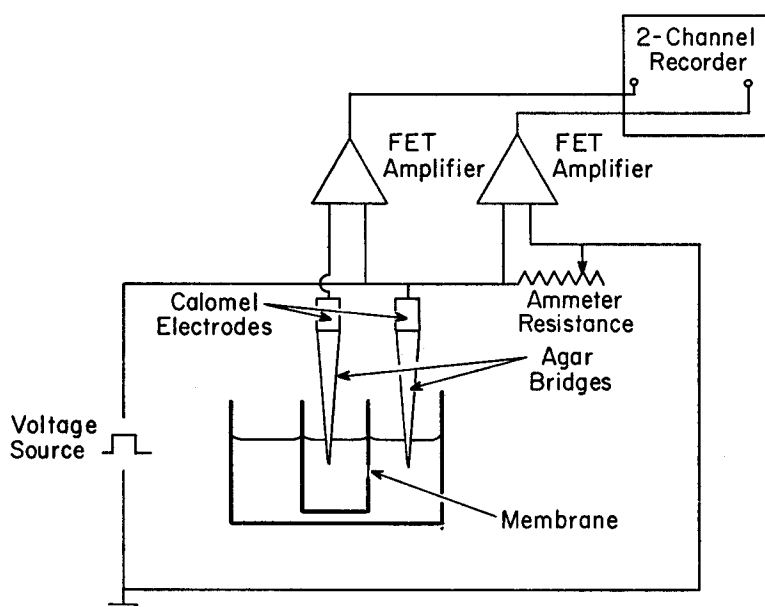 2-Channel
Recorder
FET
Amplifier
FET
Amplifier
Calomel
Electrodes
Ammeter
Resistance
Agar
Bridges
Voltage
Source
Membrane